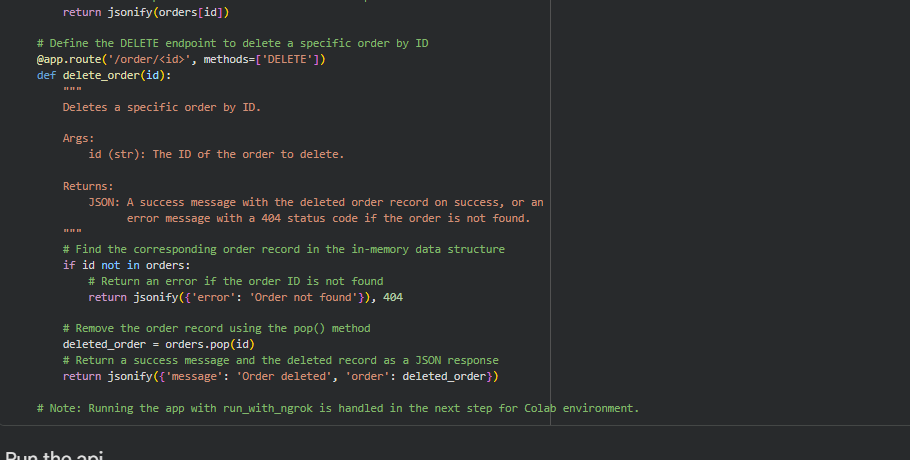 return jsonify(orders[id])
# Define the DELETE endpoint to delete a specific order by ID
@app.route('/order/<id>', methods=['DELETE'])
def delete_order(id):
"""
Deletes a specific order by ID.
Args:
id (str): The ID of the order to delete.
Returns:
JSON: A success message with the deleted order record on success, or an
error message with a 404 status code if the order is not found.
"""
# Find the corresponding order record in the in-memory data structure
if id not in orders:
# Return an error if the order ID is not found
return jsonify({'error': 'Order not found'}), 404
# Remove the order record using the pop() method
deleted_order = orders.pop(id)
# Return a success message and the deleted record as a JSON response
return jsonify({'message': 'Order deleted', 'order': deleted_order})
# Note: Running the app with run_with_ngrok is handled in the next step for Colab environment.
Run the api